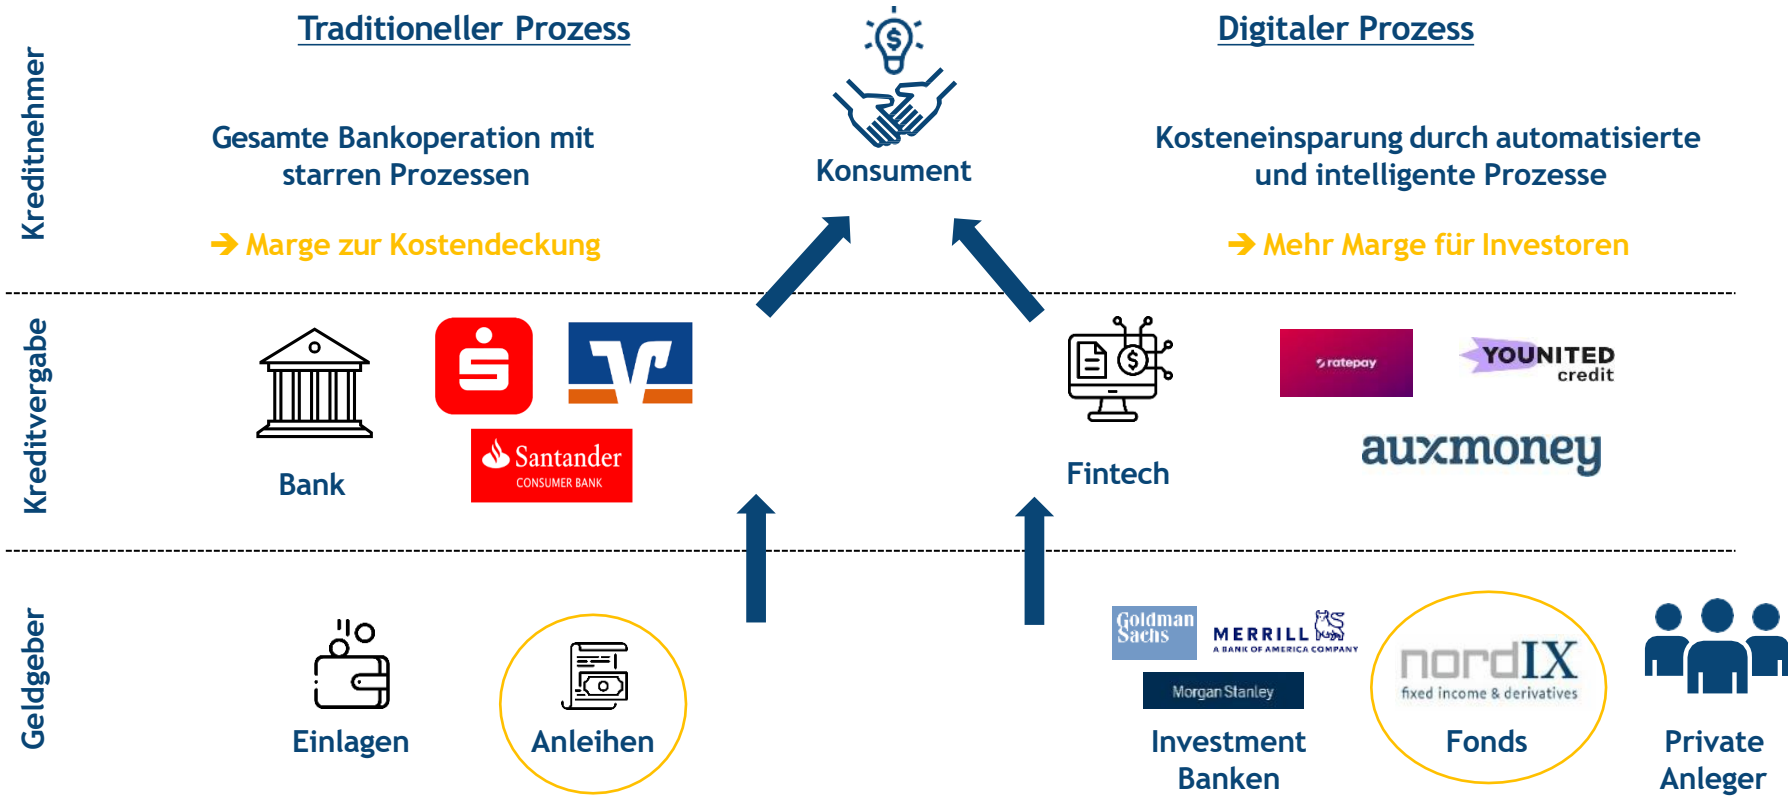 Traditioneller Prozess
Digitaler Prozess
Kreditnehmer
Gesamte Bankoperation mit
starren Prozessen
➔ Marge zur Kostendeckung
Konsument
Kosteneinsparung durch automatisierte
und intelligente Prozesse
➔ Mehr Marge für Investoren
Kreditvergabe
Bank
Santander
CONSUMER BANK
Fintech
ratepay
YOUNITED
credit
auxmoney
Geldgeber
Einlagen
Anleihen
Goldman
Sachs
MERRILL
A BANK OF AMERICA COMPANY
Morgan Stanley
Investment
Banken
nordIX
fixed income & derivatives
Fonds
Private
Anleger